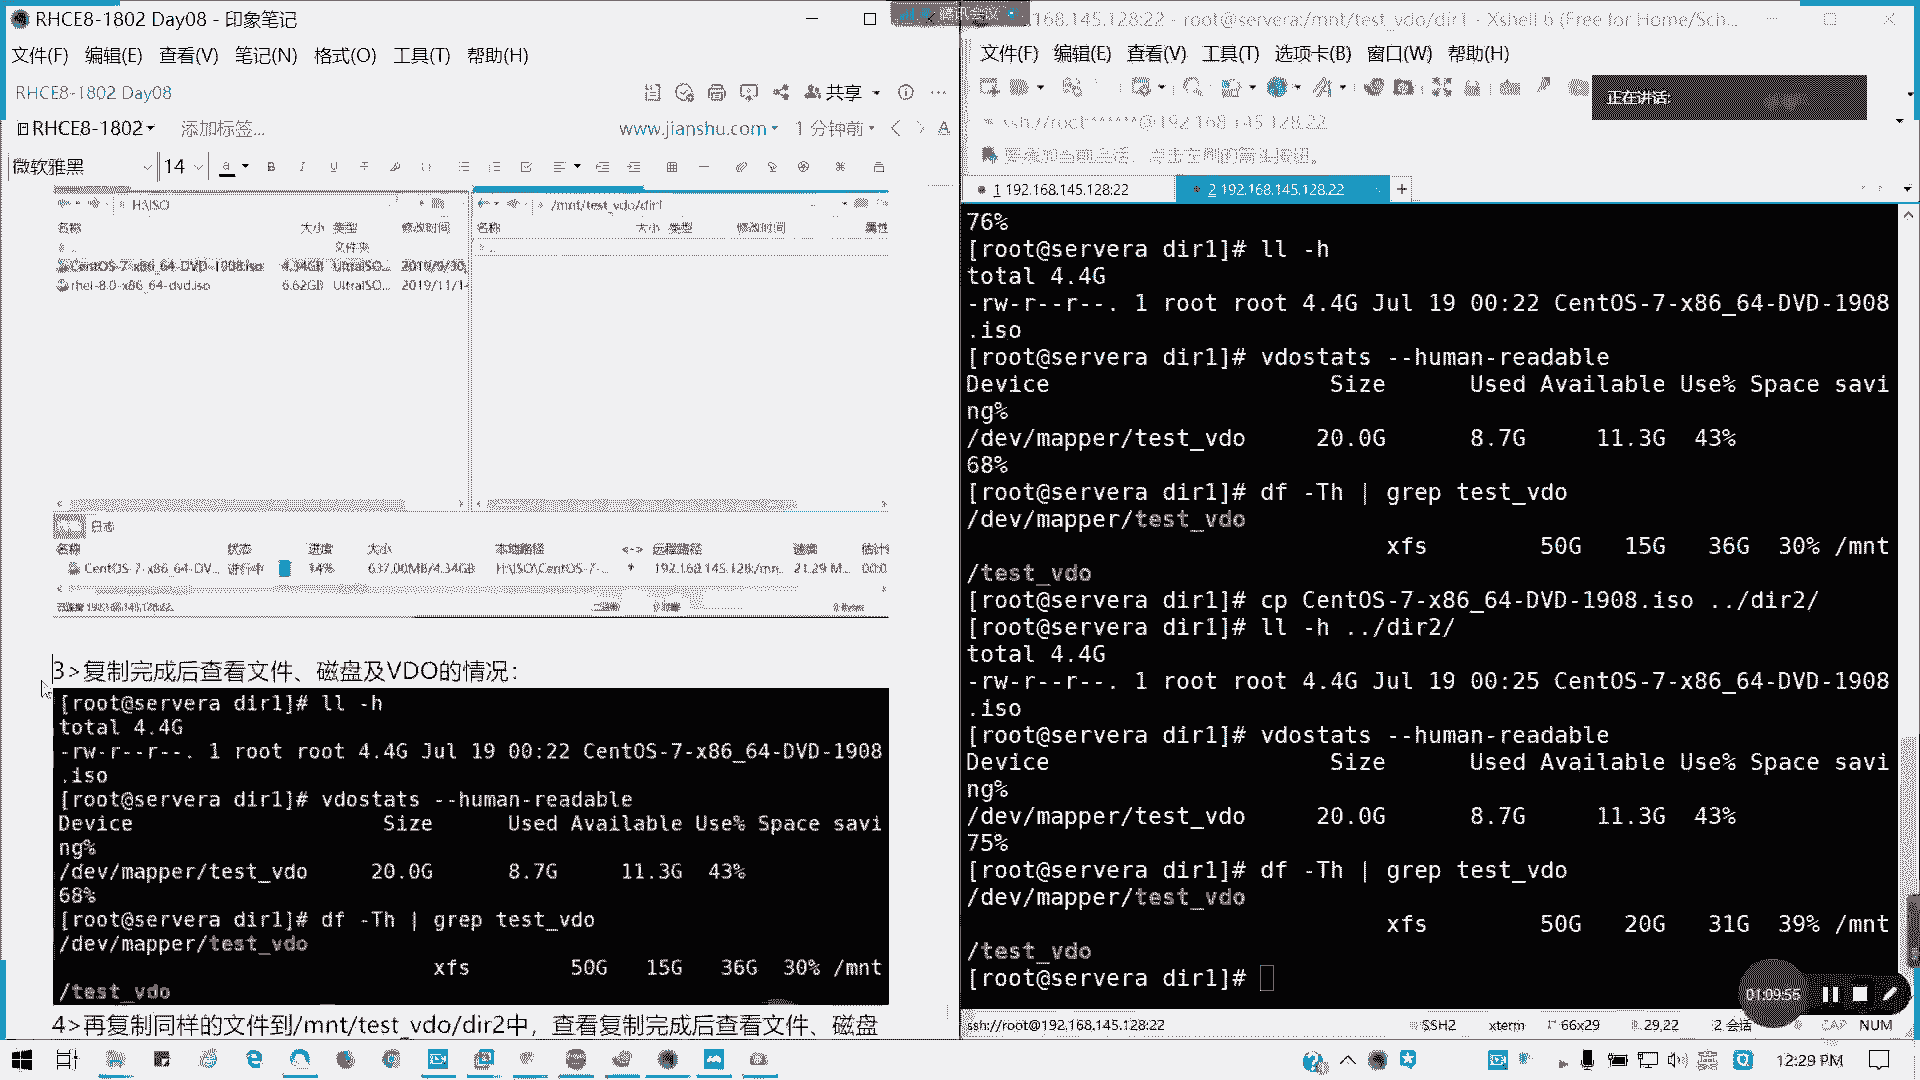 RHCE8-1802 Day08 - 印象笔记
文件(F) 编辑(E) 查看(V) 笔记(N) 格式(O) 工具(T) 帮助(H)
RHCE8-1802 Day08
共享
RHCE8-1802
添加标签...
www.jianshu.com
1 分钟前
微软雅黑
14
H:\ISO
/mnt/test_vdo/dir1
名称 大小 类型 修改时间
名称 大小 类型 修改时间 属性
文件夹
CentOS-7-x86_64-DVD-1908.iso 4.34GB UltraISO... 2019/9/30,
rhel-8.0-x86_64-dvd.iso 6.62GB UltraISO... 2019/11/1
日志
名称 状态 进度 大小 本地路径 <-> 远程路径 速度
CentOS-7-x86_64-DV... 进行中 14% 637.00MB/4.34GB H:\ISO\CentOS-7-... 192.168.145.128:/mn... 21.29 M...
3>复制完成后查看文件、磁盘及VDO的情况:
[root@servera dir1]# ll -h
total 4.4G
-rw-r--r--. 1 root root 4.4G Jul 19 00:22 CentOS-7-x86_64-DVD-1908
.iso
[root@servera dir1]# vdostats --human-readable
Device Size Used Available Use% Space savi
ng%
/dev/mapper/test_vdo 20.0G 8.7G 11.3G 43%
68%
[root@servera dir1]# df -Th | grep test_vdo
/dev/mapper/test_vdo
xfs 50G 15G 36G 30% /mnt
/test_vdo
4>再复制同样的文件到/mnt/test_vdo/dir2中，查看复制完成后查看文件、磁盘
腾讯会议
168.145.128:22 - root@servera:/mnt/test_vdo/dir1 - Xshell 6 (Free for Home/Sch...
文件(F) 编辑(E) 查看(V) 工具(T) 选项卡(B) 窗口(W) 帮助(H)
正在讲话:
ssh://root:******@192.168.145.128:22
要添加当前会话，点击左侧的箭头按钮。
1 192.168.145.128:22
2 192.168.145.128:22
+
76%
[root@servera dir1]# ll -h
total 4.4G
-rw-r--r--. 1 root root 4.4G Jul 19 00:22 CentOS-7-x86_64-DVD-1908
.iso
[root@servera dir1]# vdostats --human-readable
Device Size Used Available Use% Space savi
ng%
/dev/mapper/test_vdo 20.0G 8.7G 11.3G 43%
68%
[root@servera dir1]# df -Th | grep test_vdo
/dev/mapper/test_vdo
xfs 50G 15G 36G 30% /mnt
/test_vdo
[root@servera dir1]# cp CentOS-7-x86_64-DVD-1908.iso ../dir2/
[root@servera dir1]# ll -h ../dir2/
total 4.4G
-rw-r--r--. 1 root root 4.4G Jul 19 00:25 CentOS-7-x86_64-DVD-1908
.iso
[root@servera dir1]# vdostats --human-readable
Device Size Used Available Use% Space savi
ng%
/dev/mapper/test_vdo 20.0G 8.7G 11.3G 43%
75%
[root@servera dir1]# df -Th | grep test_vdo
/dev/mapper/test_vdo
xfs 50G 20G 31G 39% /mnt
/test_vdo
[root@servera dir1]#
01:09:55
ssh://root@192.168.145.128:22 SSH2 xterm 66x29 29,22 2 会话 CAP NUM
12:29 PM